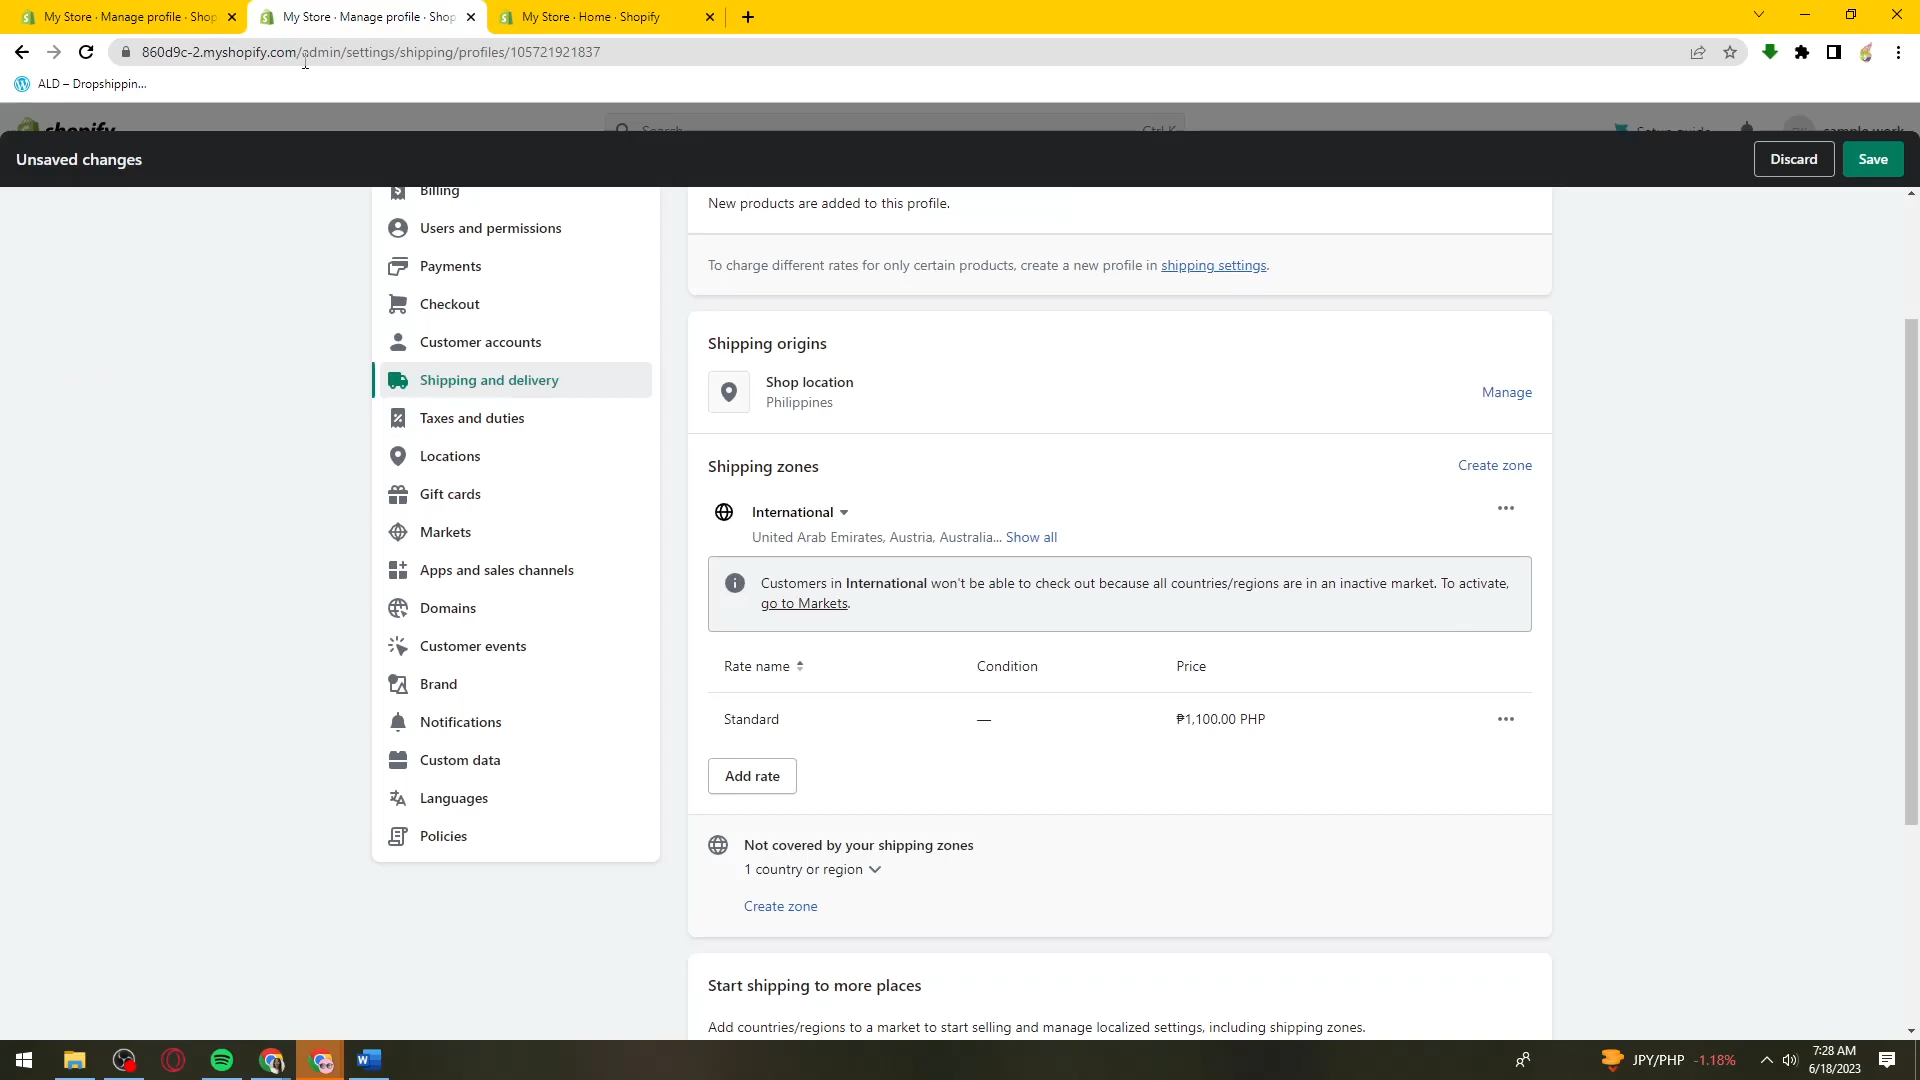 My Store · Manage profile · Shop
My Store · Manage profile · Shop
My Store · Home · Shopify
860d9c-2.myshopify.com/admin/settings/shipping/profiles/105721921837
ALD – Dropshippin...
shopify
Search
Ctrl K
Setup guide
sample work
Unsaved changes
Discard
Save
Billing
Users and permissions
Payments
Checkout
Customer accounts
Shipping and delivery
Taxes and duties
Locations
Gift cards
Markets
Apps and sales channels
Domains
Customer events
Brand
Notifications
Custom data
Languages
Policies
New products are added to this profile.
To charge different rates for only certain products, create a new profile in shipping settings.
Shipping origins
Shop location
Philippines
Manage
Shipping zones
Create zone
International
United Arab Emirates, Austria, Australia... Show all
Customers in International won't be able to check out because all countries/regions are in an inactive market. To activate,
go to Markets.
Rate name
Condition
Price
Standard
—
₱1,100.00 PHP
Add rate
Not covered by your shipping zones
1 country or region
Create zone
Start shipping to more places
Add countries/regions to a market to start selling and manage localized settings, including shipping zones.
JPY/PHP -1.18%
7:28 AM
6/18/2023